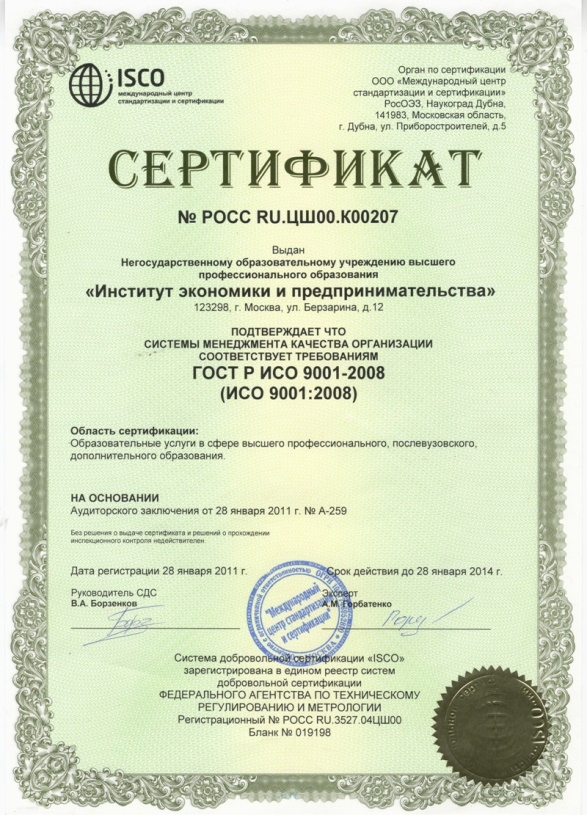 ISCO
международный центр
стандартизации и сертификации
Орган по сертификации
ООО «Международный центр
стандартизации и сертификации»
РосОЭЗ, Наукоград Дубна,
141983, Московская область,
г. Дубна, ул. Приборостроителей, д.5
СЕРТИФИКАТ
№ РОСС RU.ЦШ00.К00207
Выдан
Негосударственному образовательному учреждению высшего
профессионального образования
«Институт экономики и предпринимательства»
123298, г. Москва, ул. Берзарина, д.12
ПОДТВЕРЖДАЕТ ЧТО
СИСТЕМЫ МЕНЕДЖМЕНТА КАЧЕСТВА ОРГАНИЗАЦИИ
СООТВЕТСТВУЕТ ТРЕБОВАНИЯМ
ГОСТ Р ИСО 9001-2008
(ИСО 9001:2008)
Область сертификации:
Образовательные услуги в сфере высшего профессионального, послевузовского,
дополнительного образования.
НА ОСНОВАНИИ
Аудиторского заключения от 28 января 2011 г. № А-259
Без решения о выдаче сертификата и решений о прохождении
инспекционного контроля недействителен
Дата регистрации 28 января 2011 г.
Срок действия до 28 января 2014 г.
Руководитель СДС
В.А. Борзенков
Эксперт
А.М. Горбатенко
"Международный
центр стандартизации
и сертификации"
МОСКВА
Система добровольной сертификации «ISCO»
зарегистрирована в едином реестр систем
добровольной сертификации
ФЕДЕРАЛЬНОГО АГЕНТСТВА ПО ТЕХНИЧЕСКОМУ
РЕГУЛИРОВАНИЮ И МЕТРОЛОГИИ
Регистрационный № РОСС RU.3527.04ЦШ00
Бланк № 019198